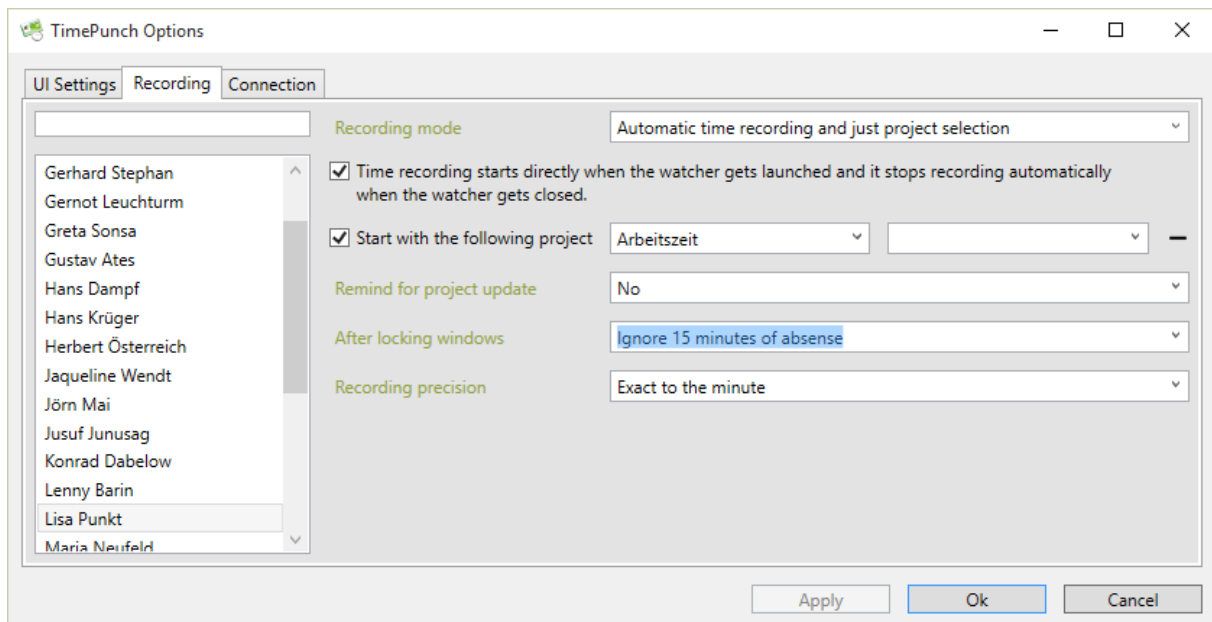 TimePunch Options
UI Settings Recording Connection
Recording mode Automatic time recording and just project selection
Time recording starts directly when the watcher gets launched and it stops recording automatically
when the watcher gets closed.
Start with the following project Arbeitszeit
Remind for project update No
After locking windows Ignore 15 minutes of absense
Recording precision Exact to the minute
Gerhard Stephan
Gernot Leuchturm
Greta Sonsa
Gustav Ates
Hans Dampf
Hans Krüger
Herbert Österreich
Jaqueline Wendt
Jörn Mai
Jusuf Junusag
Konrad Dabelow
Lenny Barin
Lisa Punkt
Maria Neufeld
Apply Ok Cancel